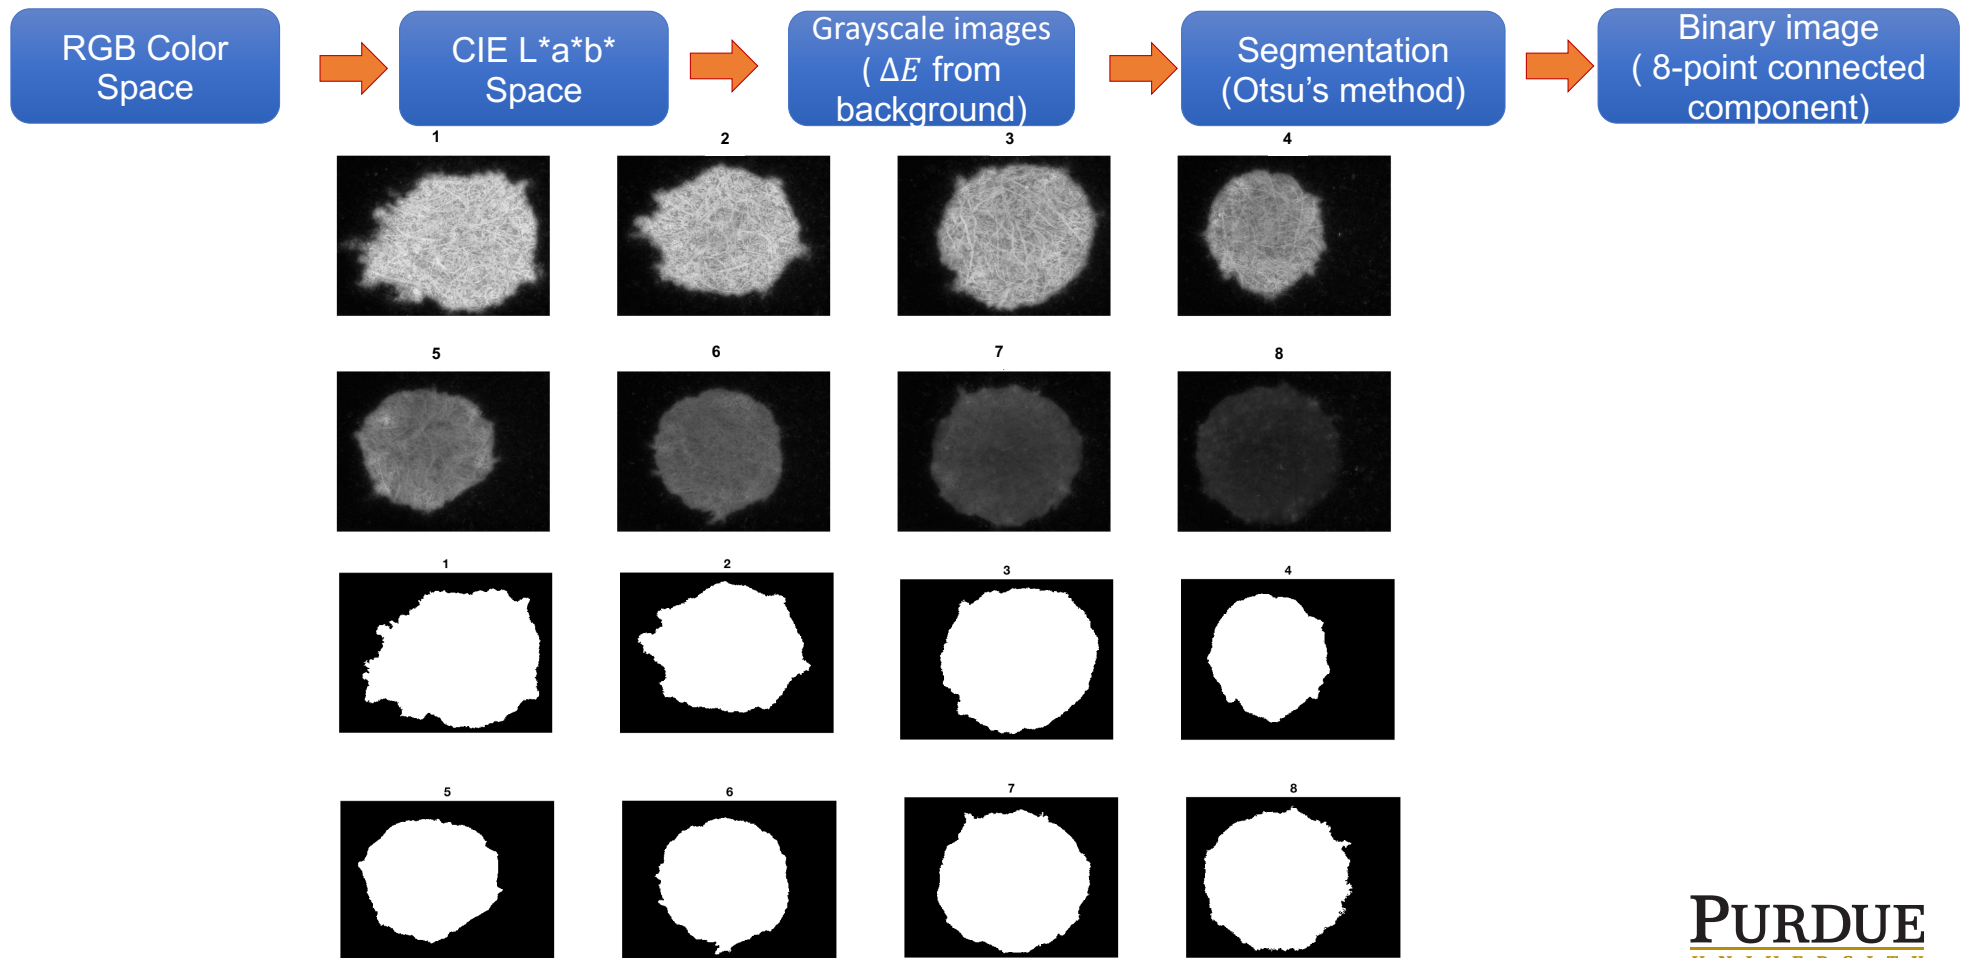 RGB Color
Space
CIE L*a*b*
Space
Grayscale images
( ΔE from
background)
Segmentation
(Otsu's method)
Binary image
( 8-point connected
component)
1
2
3
4
5
6
7
8
1
2
3
4
5
6
7
8
PURDUE